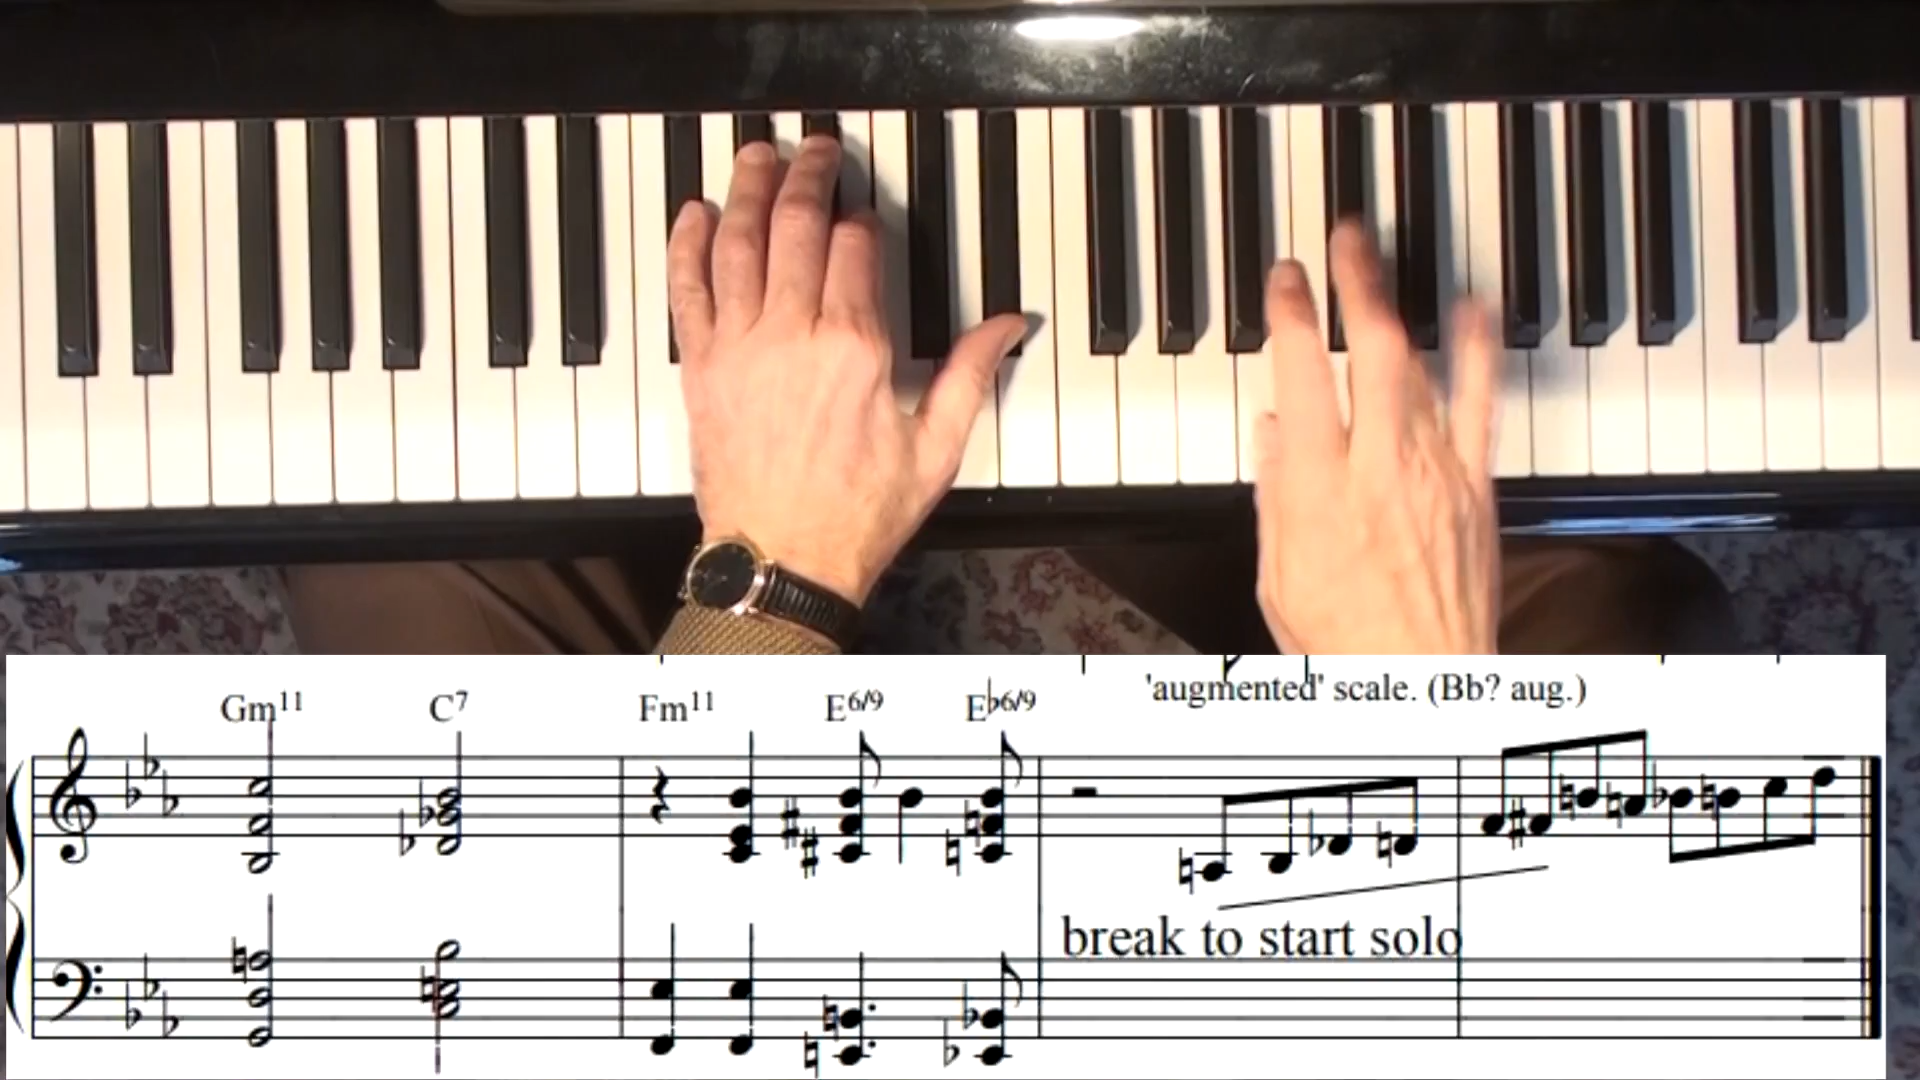 'augmented' scale. (Bb? aug.)
Gm11 C7 Fm11 E6/9 E♭6/9
break to start solo